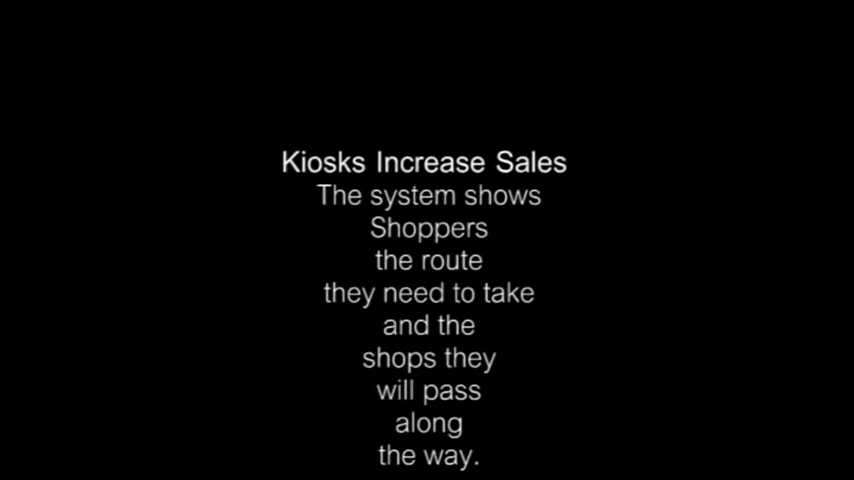 Kiosks Increase Sales
The system shows
Shoppers
the route
they need to take
and the
shops they
will pass
along
the way.